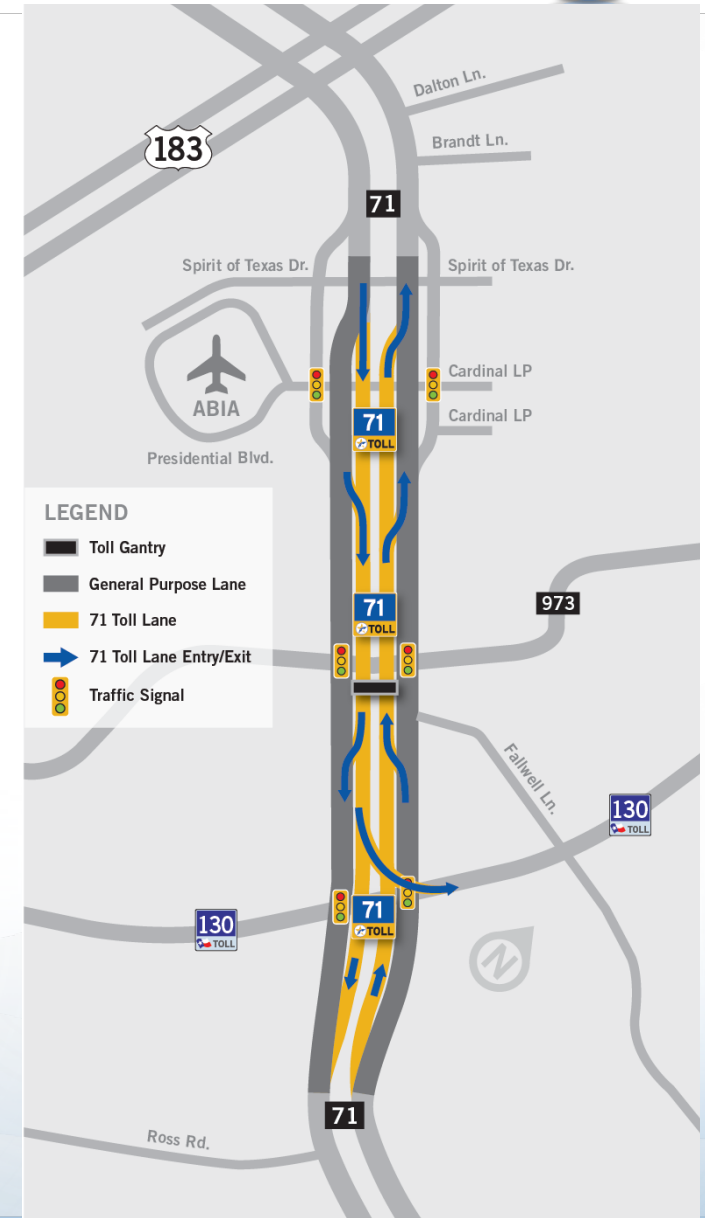 Dalton Ln.
183
Brandt Ln.
71
Spirit of Texas Dr.
Spirit of Texas Dr.
Cardinal LP
ABIA
71
TOLL
Cardinal LP
Presidential Blvd.
LEGEND
Toll Gantry
General Purpose Lane
71 Toll Lane
71 Toll Lane Entry/Exit
Traffic Signal
71
TOLL
973
Fallwell Ln.
130
TOLL
71
TOLL
130
TOLL
N
71
Ross Rd.